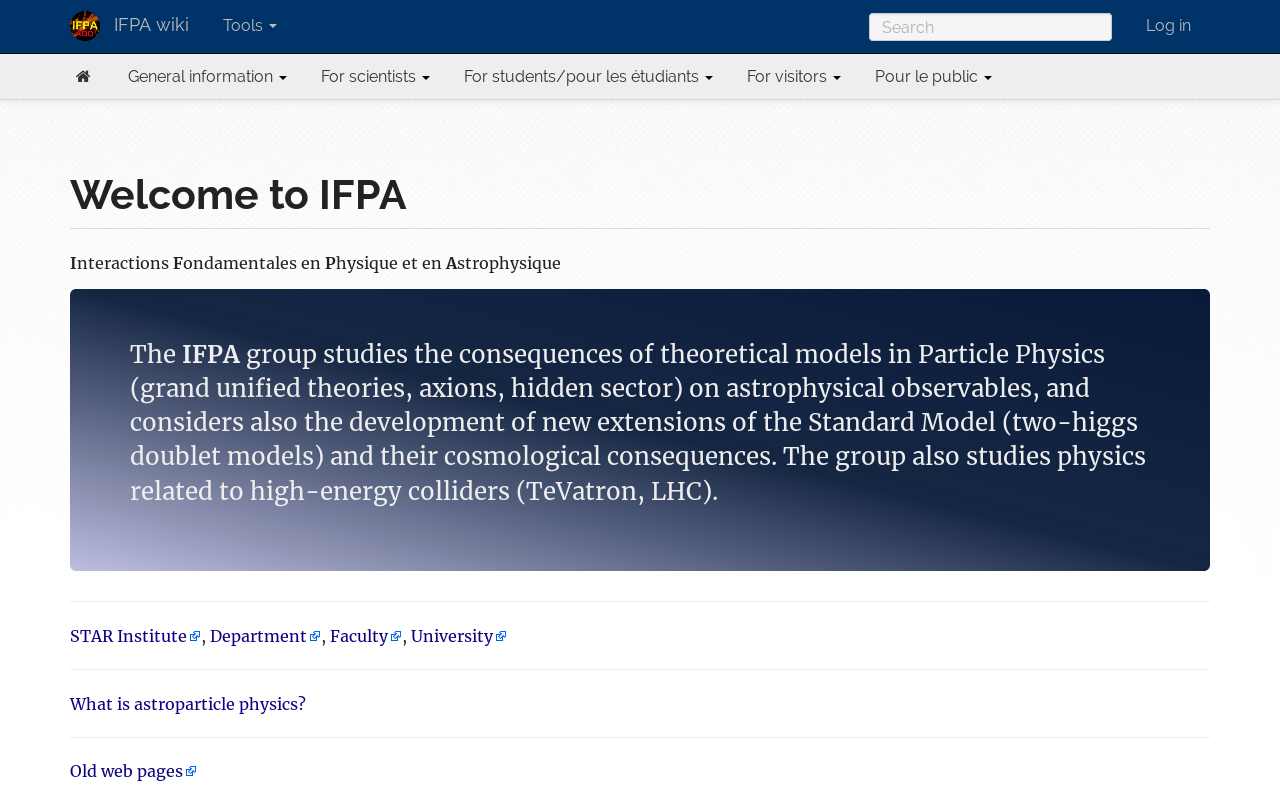 IFPA AGO IFPA wiki Tools Search Log in
General information For scientists For students/pour les étudiants For visitors Pour le public
Welcome to IFPA
Interactions Fondamentales en Physique et en Astrophysique
The IFPA group studies the consequences of theoretical models in Particle Physics
(grand unified theories, axions, hidden sector) on astrophysical observables, and
considers also the development of new extensions of the Standard Model (two-higgs
doublet models) and their cosmological consequences. The group also studies physics
related to high-energy colliders (TeVatron, LHC).
STAR Institute, Department, Faculty, University
What is astroparticle physics?
Old web pages